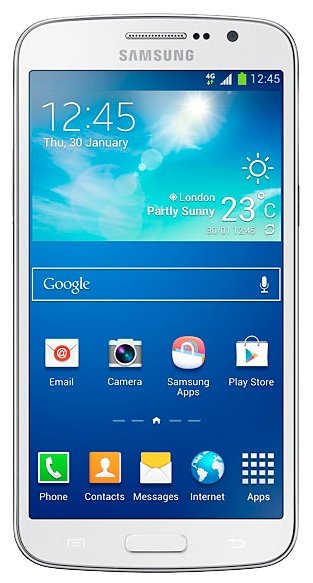 SAMSUNG
4G 12:45
12:45
Thu, 30 January
London
Partly Sunny 23°C
30/01 12:45
Google
Email Camera Samsung Apps Play Store
Phone Contacts Messages Internet Apps